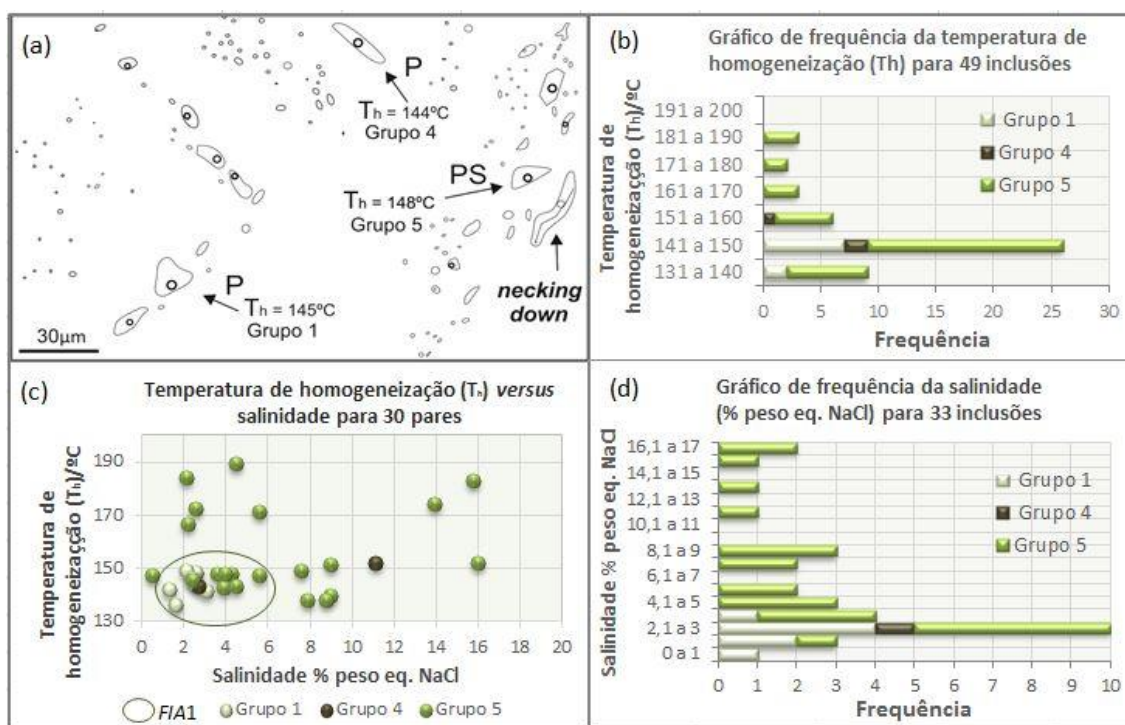 (a)
P
Tₕ = 144ºC
Grupo 4
PS
Tₕ = 148ºC
Grupo 5
P
Tₕ = 145ºC
Grupo 1
necking
down
30µm
(b)
Gráfico de frequência da temperatura de
homogeneização (Th) para 49 inclusões
Temperatura de
homogeneizaçção (Tₕ)/ºC
191 a 200
181 a 190
171 a 180
161 a 170
151 a 160
141 a 150
131 a 140
Grupo 1
Grupo 4
Grupo 5
0 5 10 15 20 25 30
Frequência
(c)
Temperatura de homogeneização (Tₕ) versus
salinidade para 30 pares
Temperatura de
homogeneizaçção (Tₕ)/ºC
190
170
150
130
0 2 4 6 8 10 12 14 16 18 20
Salinidade % peso eq. NaCl
FIA1 Grupo 1 Grupo 4 Grupo 5
(d)
Gráfico de frequência da salinidade
(% peso eq. NaCl) para 33 inclusões
Salinidade % peso eq. NaCl
16,1 a 17
14,1 a 15
12,1 a 13
10,1 a 11
8,1 a 9
6,1 a 7
4,1 a 5
2,1 a 3
0 a 1
Grupo 1
Grupo 4
Grupo 5
0 1 2 3 4 5 6 7 8 9 10
Frequência